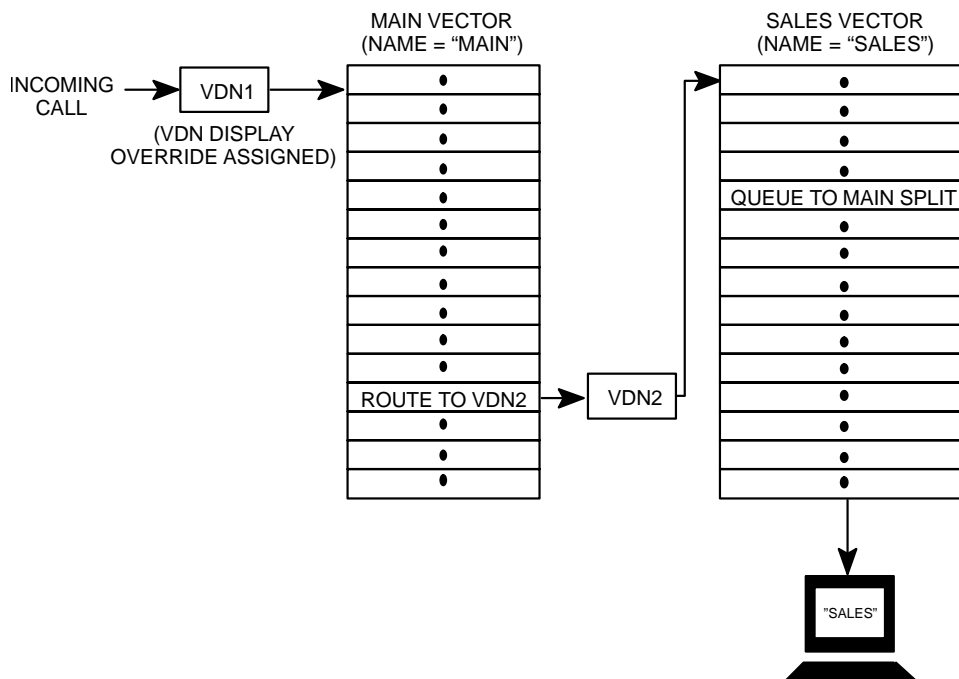 MAIN VECTOR
(NAME = “MAIN”)
SALES VECTOR
(NAME = “SALES”)
INCOMING
CALL
VDN1
(VDN DISPLAY
OVERRIDE ASSIGNED)
QUEUE TO MAIN SPLIT
ROUTE TO VDN2
VDN2
”SALES”